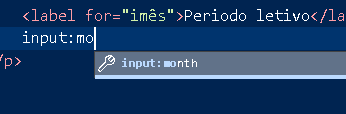 <label for="imês">Periodo letivo</la
input:mo
input:month
/p>